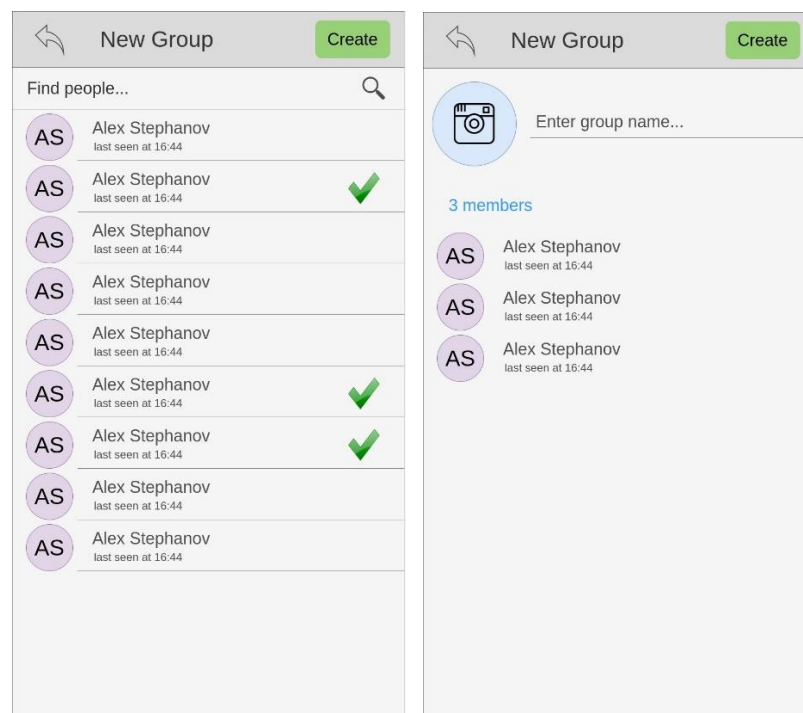 New Group
Create
Find people...
AS
Alex Stephanov
last seen at 16:44
AS
Alex Stephanov
last seen at 16:44
AS
Alex Stephanov
last seen at 16:44
AS
Alex Stephanov
last seen at 16:44
AS
Alex Stephanov
last seen at 16:44
AS
Alex Stephanov
last seen at 16:44
AS
Alex Stephanov
last seen at 16:44
AS
Alex Stephanov
last seen at 16:44
AS
Alex Stephanov
last seen at 16:44
New Group
Create
Enter group name...
3 members
AS
Alex Stephanov
last seen at 16:44
AS
Alex Stephanov
last seen at 16:44
AS
Alex Stephanov
last seen at 16:44